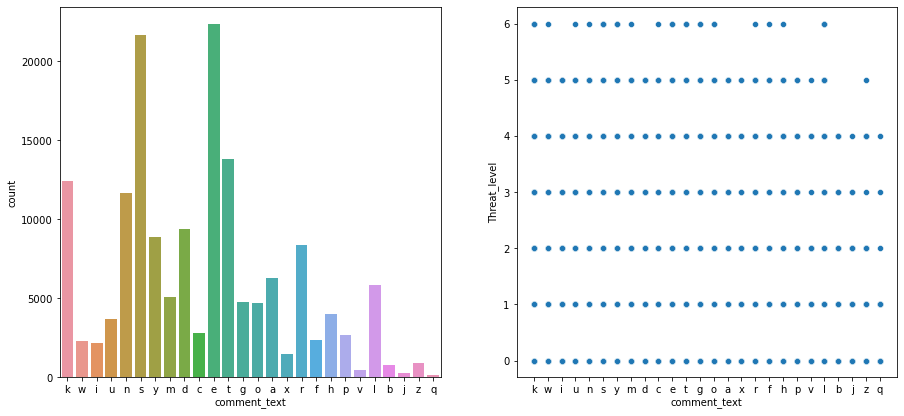 count
20000
15000
10000
5000
0
k w i u n s y m d c e t g o a x r f h p v l b j z q
comment_text
Threat_level
6
5
4
3
2
1
0
k w i u n s y m d c e t g o a x r f h p v l b j z q
comment_text